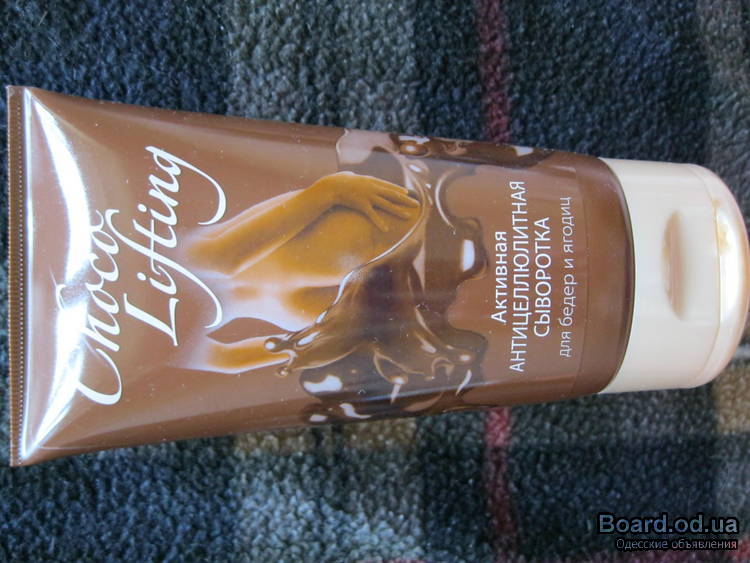 Choco
Lifting
Активная
АНТИЦЕЛЛЮЛИТНАЯ
СЫВОРОТКА
для бедер и ягодиц
Board.od.ua
Одесские объявления